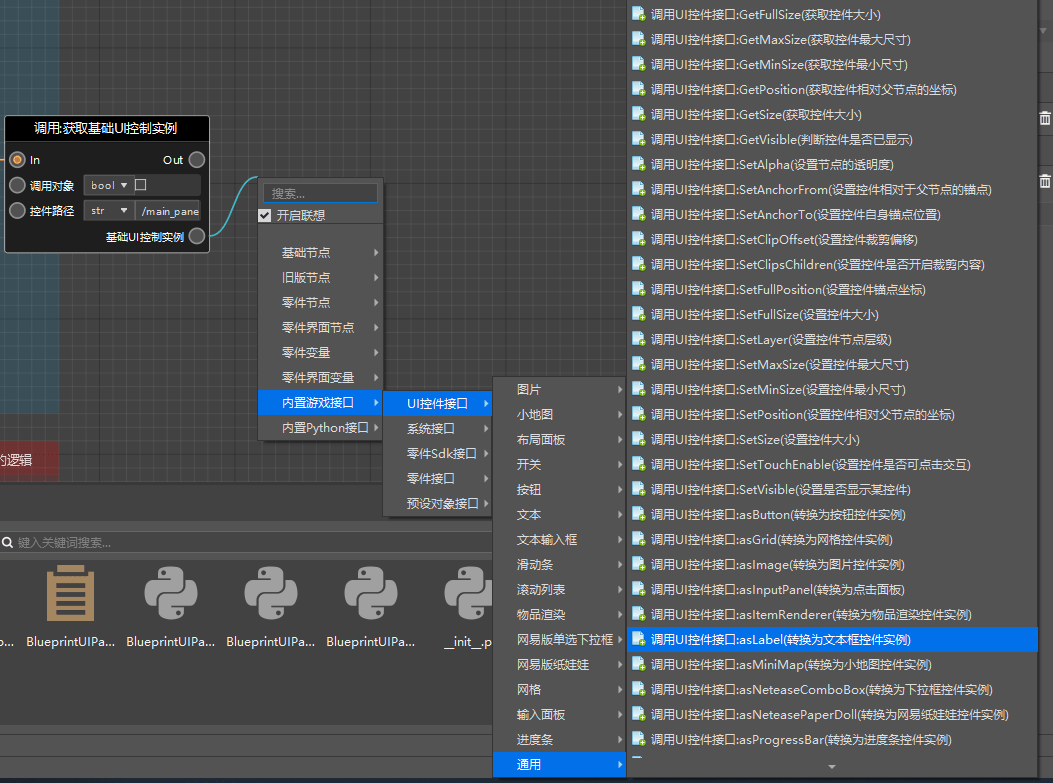 调用:获取基础UI控制实例
In
Out
调用对象
bool
控件路径
str
/main_pane
基础UI控制实例
的逻辑
搜索...
开启联想
基础节点
旧版节点
零件节点
零件界面节点
零件变量
零件界面变量
内置游戏接口
内置Python接口
UI控件接口
系统接口
零件Sdk接口
零件接口
预设对象接口
图片
小地图
布局面板
开关
按钮
文本
文本输入框
滑动条
滚动列表
物品渲染
网易版单选下拉框
网易版纸娃娃
网格
输入面板
进度条
通用
调用UI控件接口:GetFullSize(获取控件大小)
调用UI控件接口:GetMaxSize(获取控件最大尺寸)
调用UI控件接口:GetMinSize(获取控件最小尺寸)
调用UI控件接口:GetPosition(获取控件相对父节点的坐标)
调用UI控件接口:GetSize(获取控件大小)
调用UI控件接口:GetVisible(判断控件是否已显示)
调用UI控件接口:SetAlpha(设置节点的透明度)
调用UI控件接口:SetAnchorFrom(设置控件相对于父节点的锚点)
调用UI控件接口:SetAnchorTo(设置控件自身锚点位置)
调用UI控件接口:SetClipOffset(设置控件裁剪偏移)
调用UI控件接口:SetClipsChildren(设置控件是否开启裁剪内容)
调用UI控件接口:SetFullPosition(设置控件锚点坐标)
调用UI控件接口:SetFullSize(设置控件大小)
调用UI控件接口:SetLayer(设置控件节点层级)
调用UI控件接口:SetMaxSize(设置控件最大尺寸)
调用UI控件接口:SetMinSize(设置控件最小尺寸)
调用UI控件接口:SetPosition(设置控件相对父节点的坐标)
调用UI控件接口:SetSize(设置控件大小)
调用UI控件接口:SetTouchEnable(设置控件是否可点击交互)
调用UI控件接口:SetVisible(设置是否显示某控件)
调用UI控件接口:asButton(转换为按钮控件实例)
调用UI控件接口:asGrid(转换为网格控件实例)
调用UI控件接口:asImage(转换为图片控件实例)
调用UI控件接口:asInputPanel(转换为点击面板)
调用UI控件接口:asItemRenderer(转换为物品渲染控件实例)
调用UI控件接口:asLabel(转换为文本框控件实例)
调用UI控件接口:asMiniMap(转换为小地图控件实例)
调用UI控件接口:asNeteaseComboBox(转换为下拉框控件实例)
调用UI控件接口:asNeteasePaperDoll(转换为网易纸娃娃控件实例)
调用UI控件接口:asProgressBar(转换为进度条控件实例)
键入关键词搜索...
p...
BlueprintUIPa...
BlueprintUIPa...
BlueprintUIPa...
BlueprintUIPa...
__init__.p